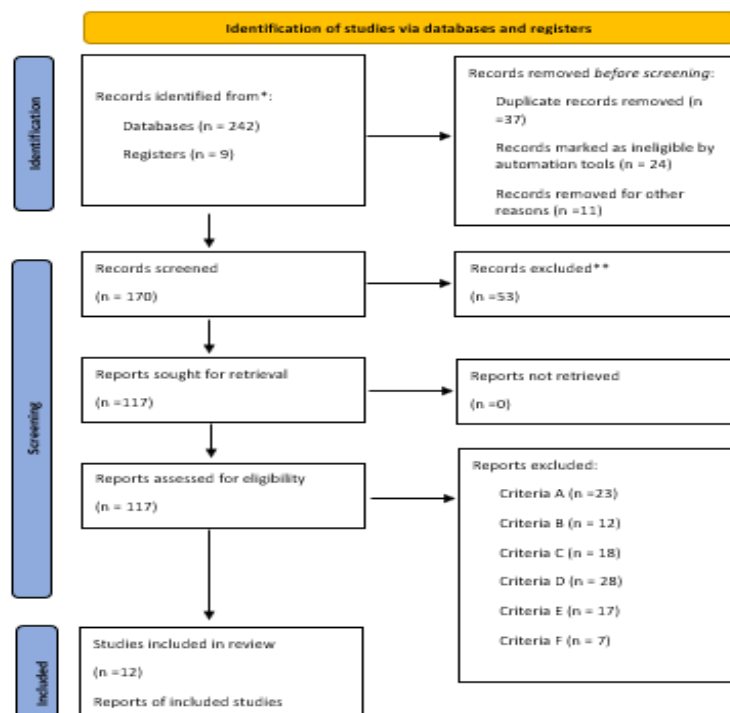 Identification of studies via databases and registers
Identification
Records identified from*:
Databases (n = 242)
Registers (n = 9)
Records removed before screening:
Duplicate records removed (n
=37)
Records marked as ineligible by
automation tools (n = 24)
Records removed for other
reasons (n =11)
Screening
Records screened
(n = 170)
Records excluded**
(n =53)
Reports sought for retrieval
(n =117)
Reports not retrieved
(n =0)
Reports assessed for eligibility
(n = 117)
Reports excluded:
Criteria A (n =23)
Criteria B (n = 12)
Criteria C (n = 18)
Criteria D (n = 28)
Criteria E (n = 17)
Criteria F (n = 7)
Included
Studies included in review
(n =12)
Reports of included studies